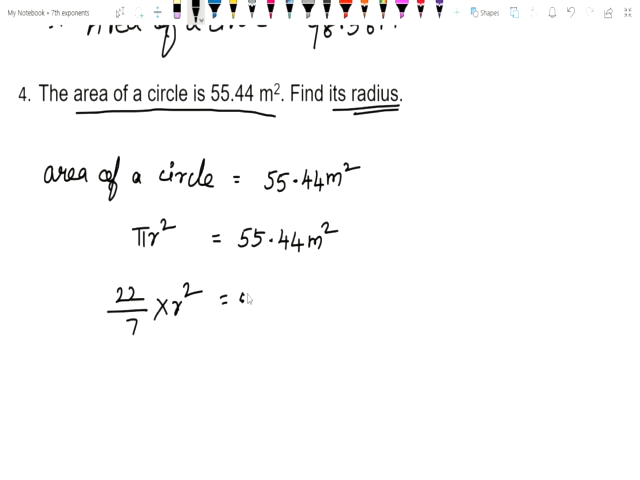 My Notebook » 7th exponents
Shapes
4. The area of a circle is 55.44 m². Find its radius.
area of a circle = 55.44m²
πr² = 55.44m²
22/7 × r² =